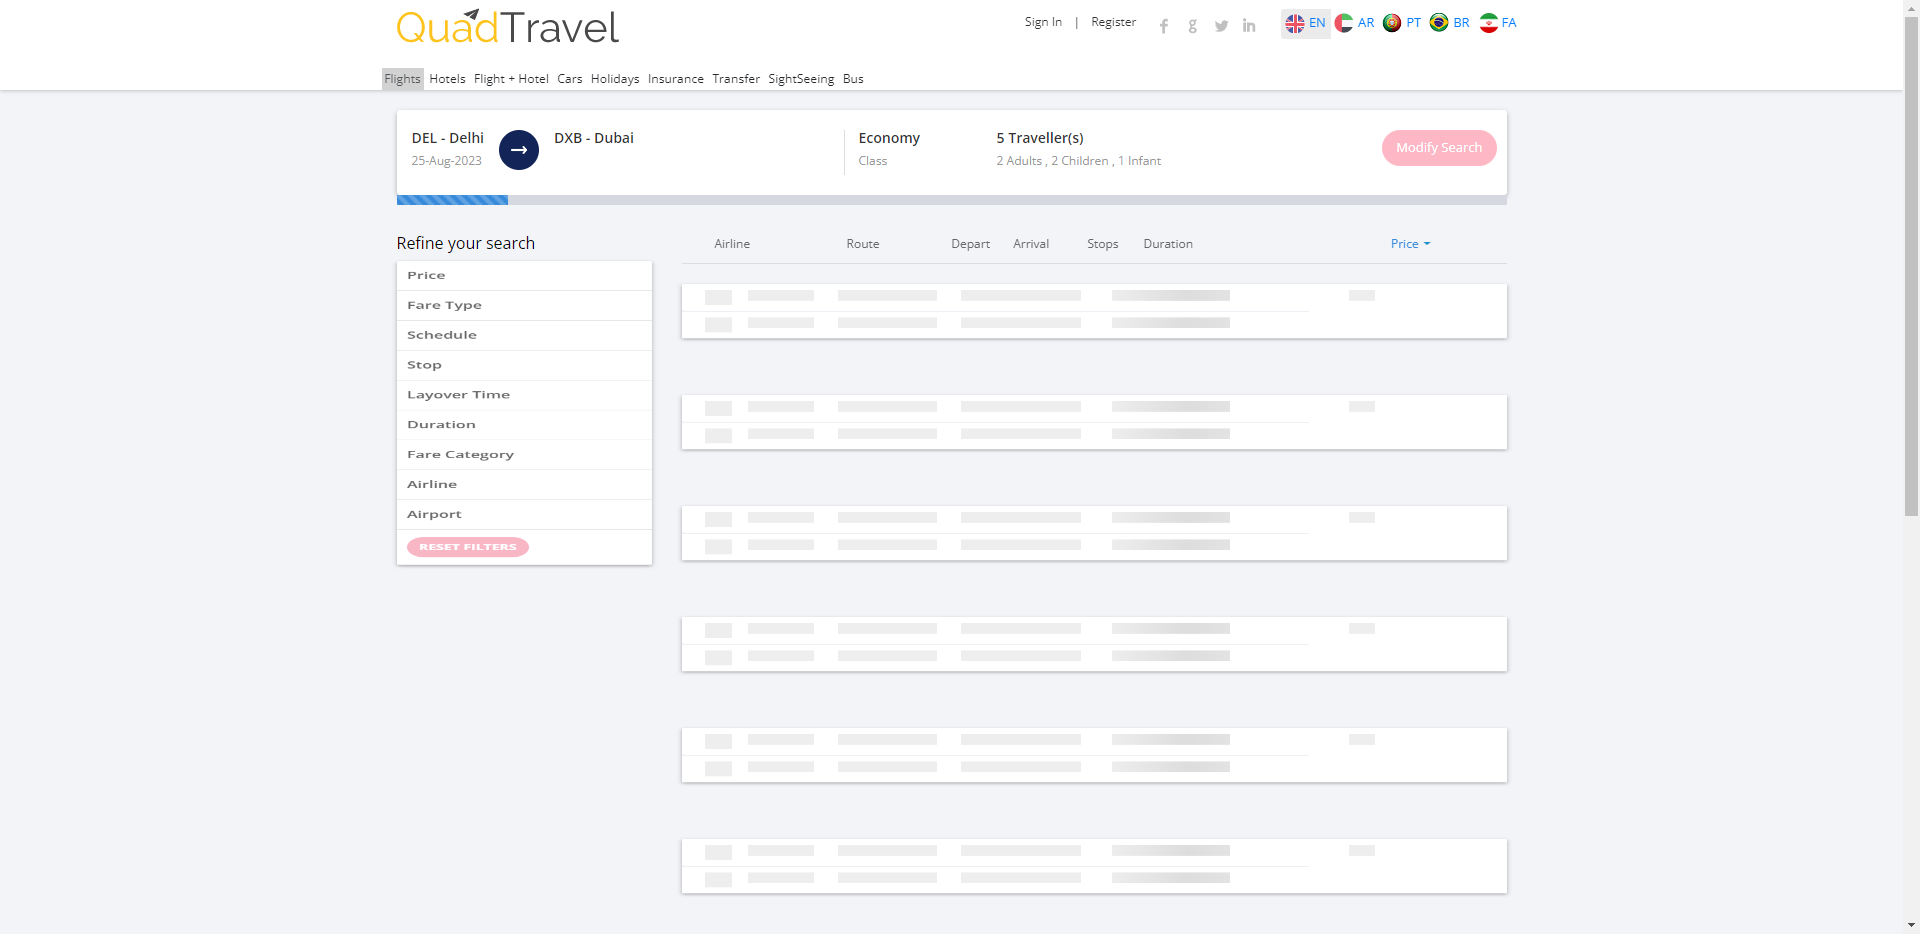 QuadTravel
Sign In | Register
EN AR PT BR FA
Flights Hotels Flight + Hotel Cars Holidays Insurance Transfer SightSeeing Bus
DEL - Delhi
25-Aug-2023
DXB - Dubai
Economy
Class
5 Traveller(s)
2 Adults , 2 Children , 1 Infant
Modify Search
Refine your search
Price
Fare Type
Schedule
Stop
Layover Time
Duration
Fare Category
Airline
Airport
RESET FILTERS
Airline Route Depart Arrival Stops Duration Price